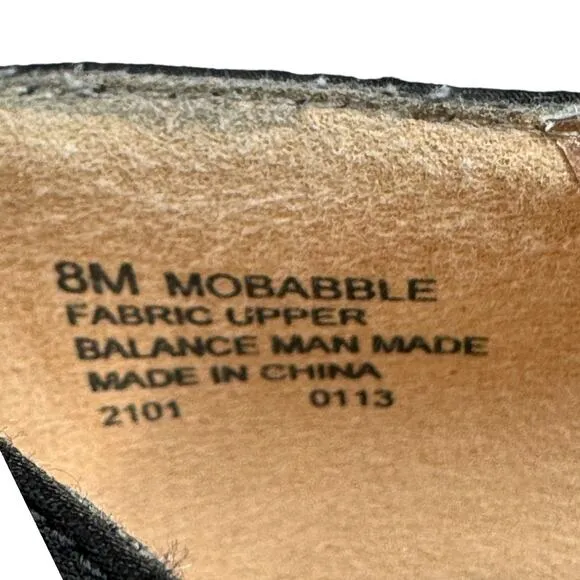 8M MOBABBLE
FABRIC UPPER
BALANCE MAN MADE
MADE IN CHINA
2101 0113